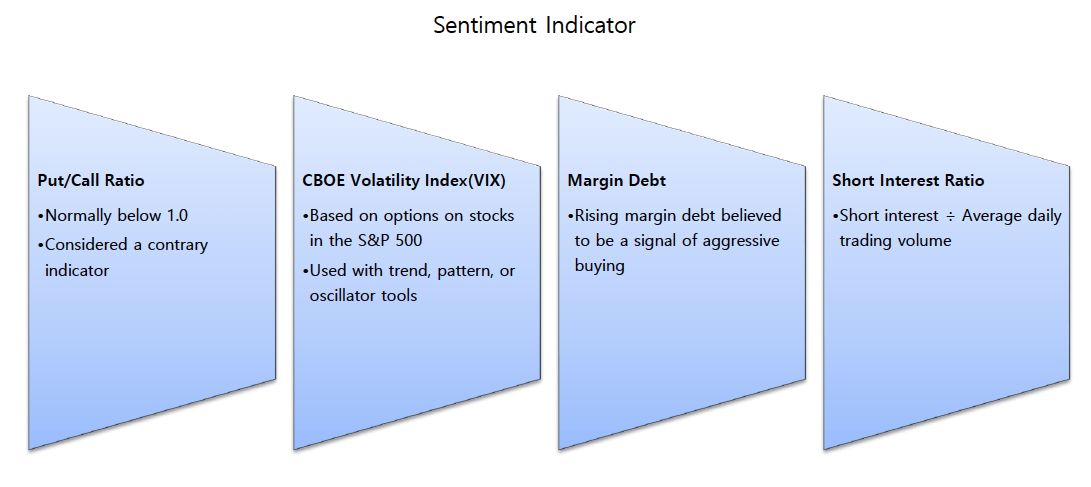 Sentiment Indicator
Put/Call Ratio
•Normally below 1.0
•Considered a contrary
indicator
CBOE Volatility Index(VIX)
•Based on options on stocks
in the S&P 500
•Used with trend, pattern, or
oscillator tools
Margin Debt
•Rising margin debt believed
to be a signal of aggressive
buying
Short Interest Ratio
•Short interest ÷ Average daily
trading volume